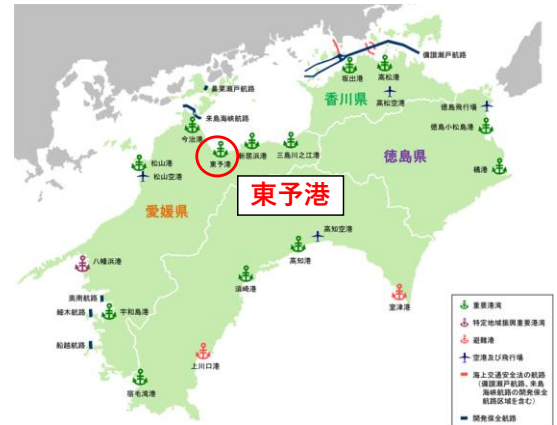 備讃瀬戸航路
坂出港
高松港
鼻栗瀬戸航路
香川県
高松空港
来島海峡航路
徳島飛行場
今治港
徳島小松島港
東予港
新居浜港
三島川之江港
松山港
徳島県
橘港
松山空港
東予港
愛媛県
高知空港
高知港
八幡浜港
須崎港
室津港
奥南航路
細木航路
宇和島港
船越航路
上川口港
宿毛湾港
重要港湾
特定地域振興重要港湾
避難港
空港及び飛行場
海上交通安全法の航路
（備讃瀬戸航路、来島
海峡航路の開発保全
航路区域を含む）
開発保全航路